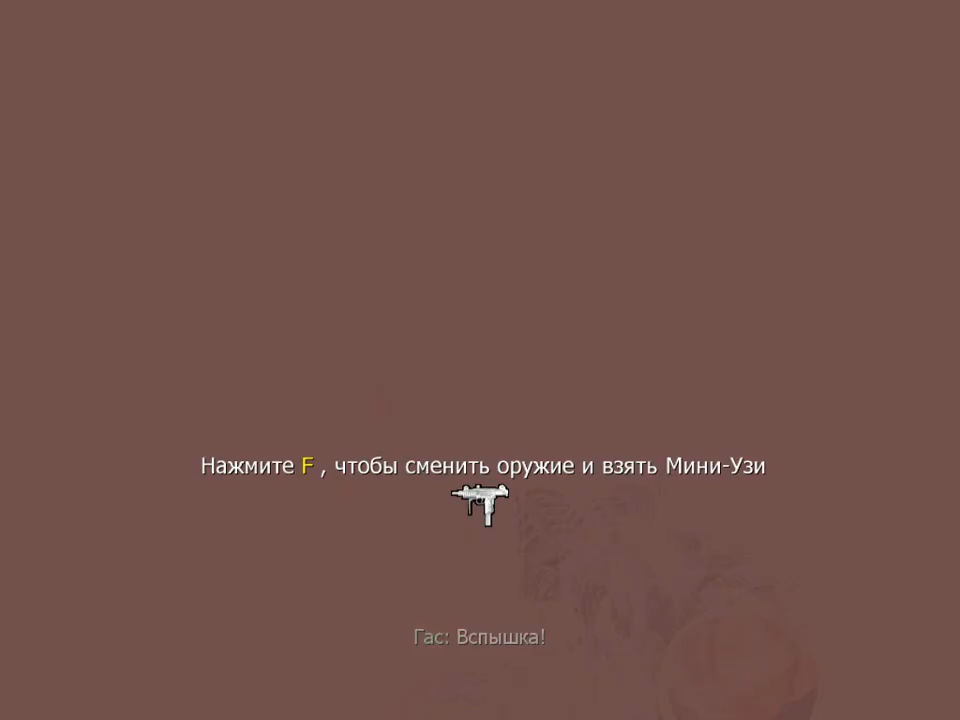 Нажмите F , чтобы сменить оружие и взять Мини-Узи
Гас: Вспышка!